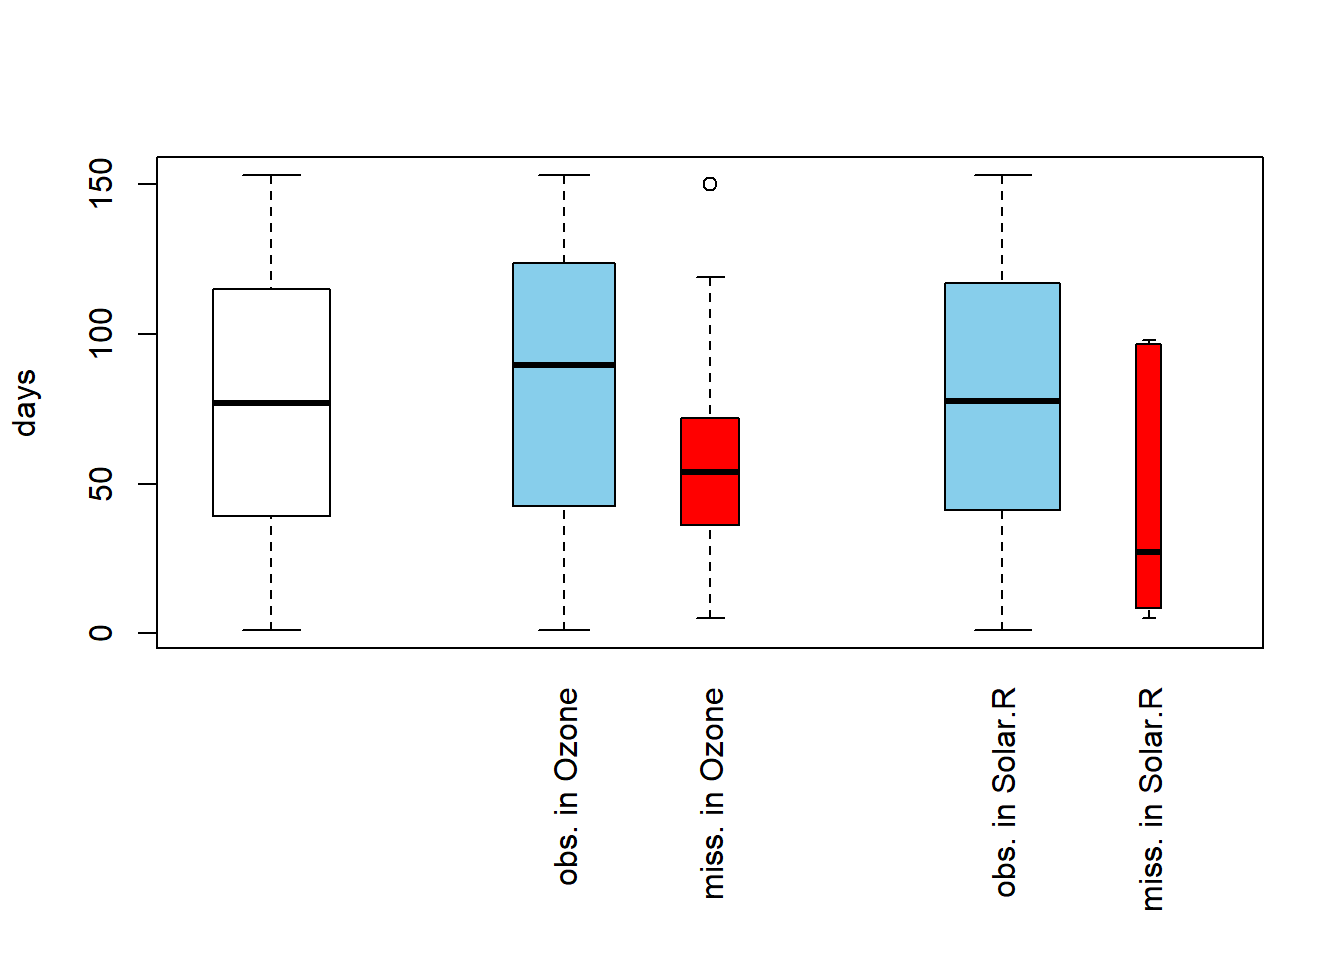 days
150
100
50
0
obs. in Ozone
miss. in Ozone
obs. in Solar.R
miss. in Solar.R